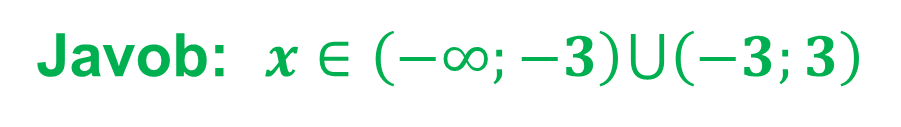 Javob: x ∈ (−∞; −3)⋃(−3; 3)